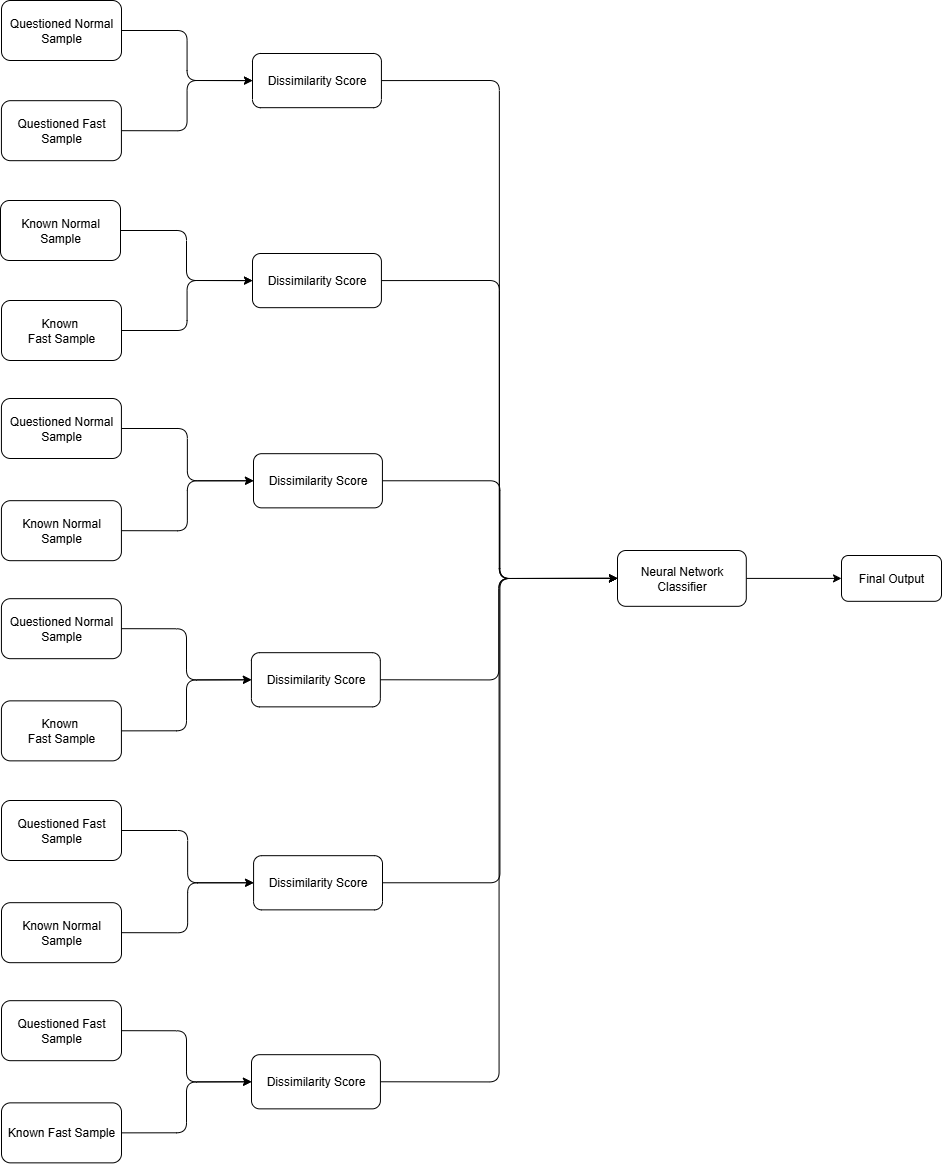 Questioned Normal
Sample
Dissimilarity Score
Questioned Fast
Sample
Known Normal
Sample
Dissimilarity Score
Known
Fast Sample
Questioned Normal
Sample
Dissimilarity Score
Known Normal
Sample
Neural Network
Classifier
Final Output
Questioned Normal
Sample
Dissimilarity Score
Known
Fast Sample
Questioned Fast
Sample
Dissimilarity Score
Known Normal
Sample
Questioned Fast
Sample
Dissimilarity Score
Known Fast Sample